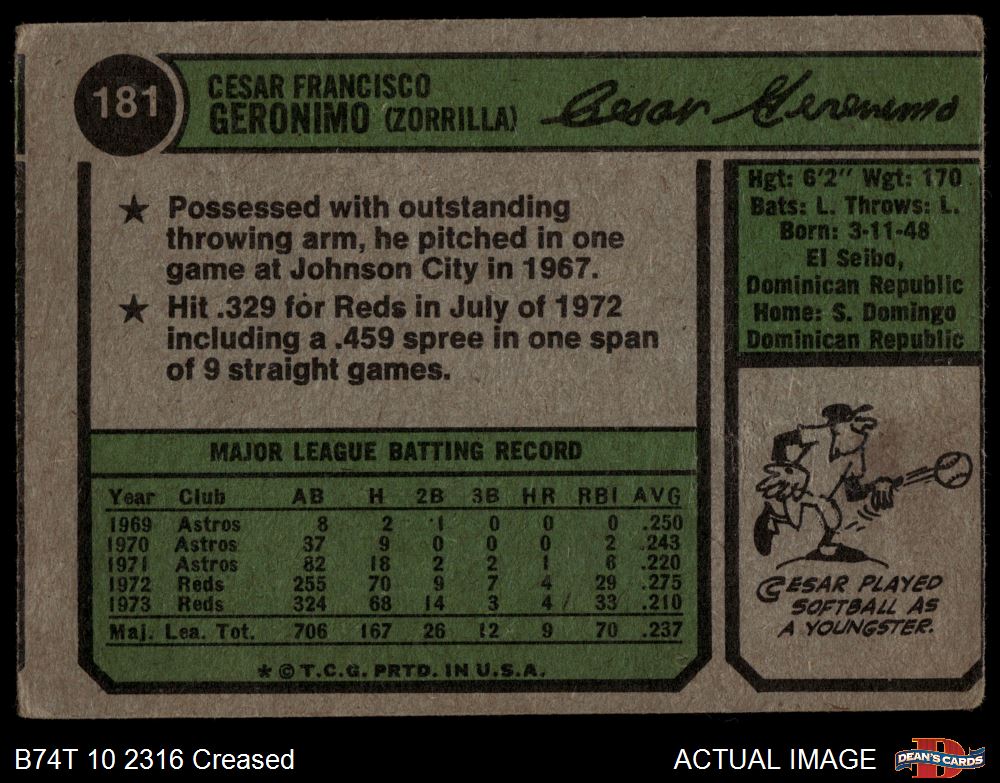 181
CESAR FRANCISCO
GERONIMO (ZORRILLA)
Cesar Geronimo
★ Possessed with outstanding
throwing arm, he pitched in one
game at Johnson City in 1967.
★ Hit .329 for Reds in July of 1972
including a .459 spree in one span
of 9 straight games.
Hgt: 6'2" Wgt: 170
Bats: L. Throws: L.
Born: 3-11-48
El Seibo,
Dominican Republic
Home: S. Domingo
Dominican Republic
MAJOR LEAGUE BATTING RECORD
Year Club AB H 2B 3B HR RBI AVG
1969 Astros 8 2 1 0 0 0 .250
1970 Astros 37 9 0 0 0 2 .243
1971 Astros 82 18 2 2 1 6 .220
1972 Reds 255 70 9 7 4 29 .275
1973 Reds 324 68 14 3 4 33 .210
Maj. Lea. Tot. 706 167 26 12 9 70 .237
* © T.C.G. PRTD. IN U.S.A.
CESAR PLAYED
SOFTBALL AS
A YOUNGSTER.
B74T 10 2316 Creased
ACTUAL IMAGE
D
DEAN'S CARDS